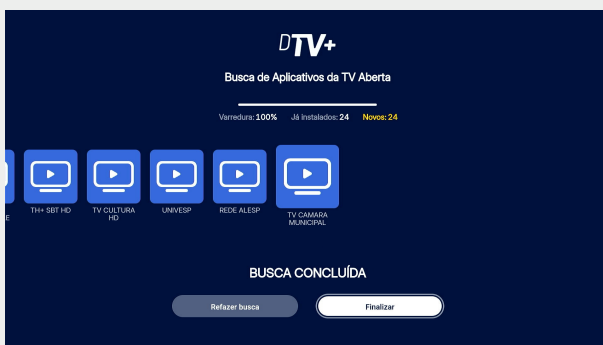 DTV+
Busca de Aplicativos da TV Aberta
Varredura: 100% Já instalados: 24 Novos: 24
E
TH+ SBT HD
TV CULTURA
HD
UNIVESP
REDE ALESP
TV CAMARA
MUNICIPAL
BUSCA CONCLUÍDA
Refazer busca
Finalizar